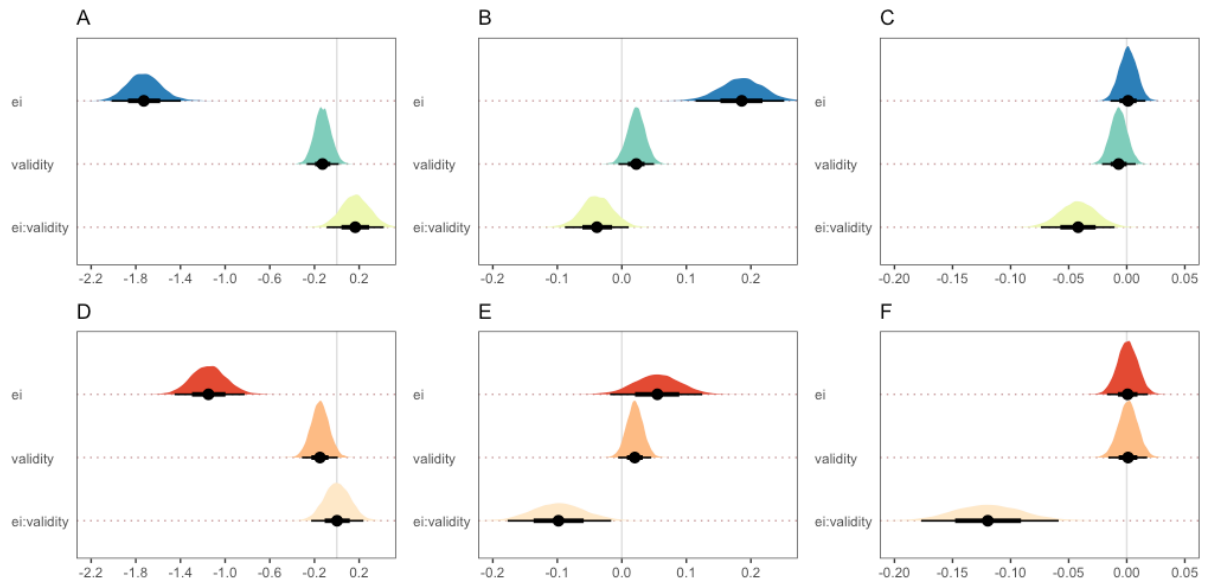 A
ei
validity
ei:validity
-2.2 -1.8 -1.4 -1.0 -0.6 -0.2 0.2
B
ei
validity
ei:validity
-0.2 -0.1 0.0 0.1 0.2
C
ei
validity
ei:validity
-0.20 -0.15 -0.10 -0.05 0.00 0.05
D
ei
validity
ei:validity
-2.2 -1.8 -1.4 -1.0 -0.6 -0.2 0.2
E
ei
validity
ei:validity
-0.2 -0.1 0.0 0.1 0.2
F
ei
validity
ei:validity
-0.20 -0.15 -0.10 -0.05 0.00 0.05